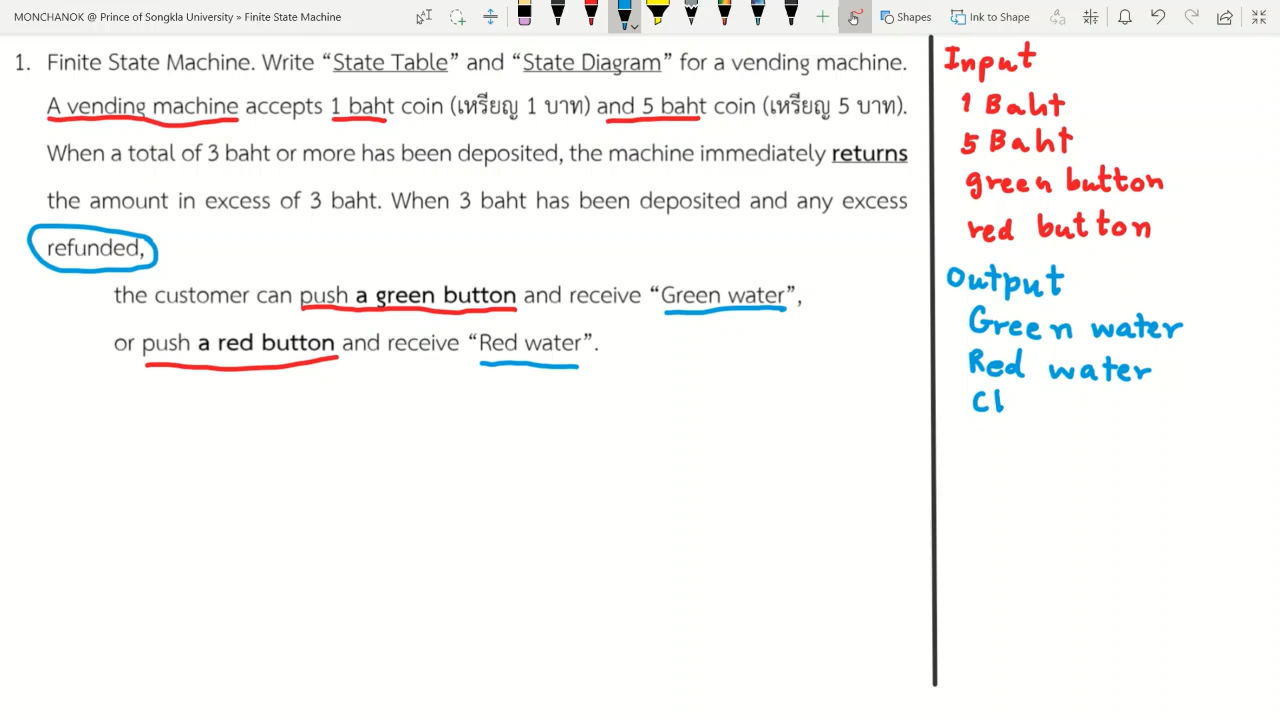 MONCHANOK @ Prince of Songkla University » Finite State Machine
Shapes
Ink to Shape
1. Finite State Machine. Write “State Table” and “State Diagram” for a vending machine.
A vending machine accepts 1 baht coin (เหรียญ 1 บาท) and 5 baht coin (เหรียญ 5 บาท).
When a total of 3 baht or more has been deposited, the machine immediately returns
the amount in excess of 3 baht. When 3 baht has been deposited and any excess
refunded,
the customer can push a green button and receive “Green water”,
or push a red button and receive “Red water”.
Input
1 Baht
5 Baht
green button
red button
Output
Green water
Red water
Cl